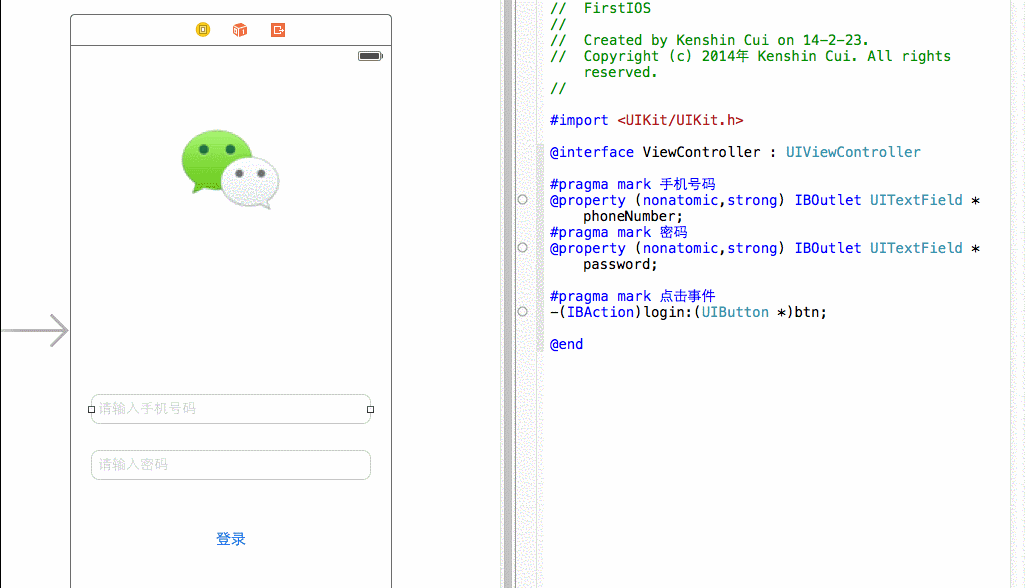 请输入手机号码
请输入密码
登录
//  FirstIOS
//
//  Created by Kenshin Cui on 14-2-23.
//  Copyright (c) 2014年 Kenshin Cui. All rights
reserved.
//
#import <UIKit/UIKit.h>
@interface ViewController : UIViewController
#pragma mark 手机号码
@property (nonatomic,strong) IBOutlet UITextField *
phoneNumber;
#pragma mark 密码
@property (nonatomic,strong) IBOutlet UITextField *
password;
#pragma mark 点击事件
-(IBAction)login:(UIButton *)btn;
@end